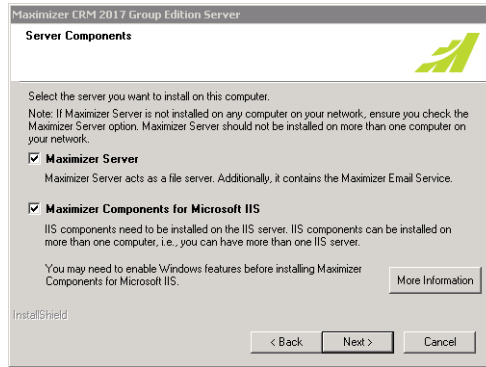 Maximizer CRM 2017 Group Edition Server
Server Components
Select the server you want to install on this computer.
Note: If Maximizer Server is not installed on any computer on your network, ensure you check the
Maximizer Server option. Maximizer Server should not be installed on more than one computer on
your network.
Maximizer Server
Maximizer Server acts as a file server. Additionally, it contains the Maximizer Email Service.
Maximizer Components for Microsoft IIS
IIS components need to be installed on the IIS server. IIS components can be installed on
more than one computer, i.e., you can have more than one IIS server.
You may need to enable Windows features before installing Maximizer
Components for Microsoft IIS.
More Information
InstallShield
< Back
Next >
Cancel